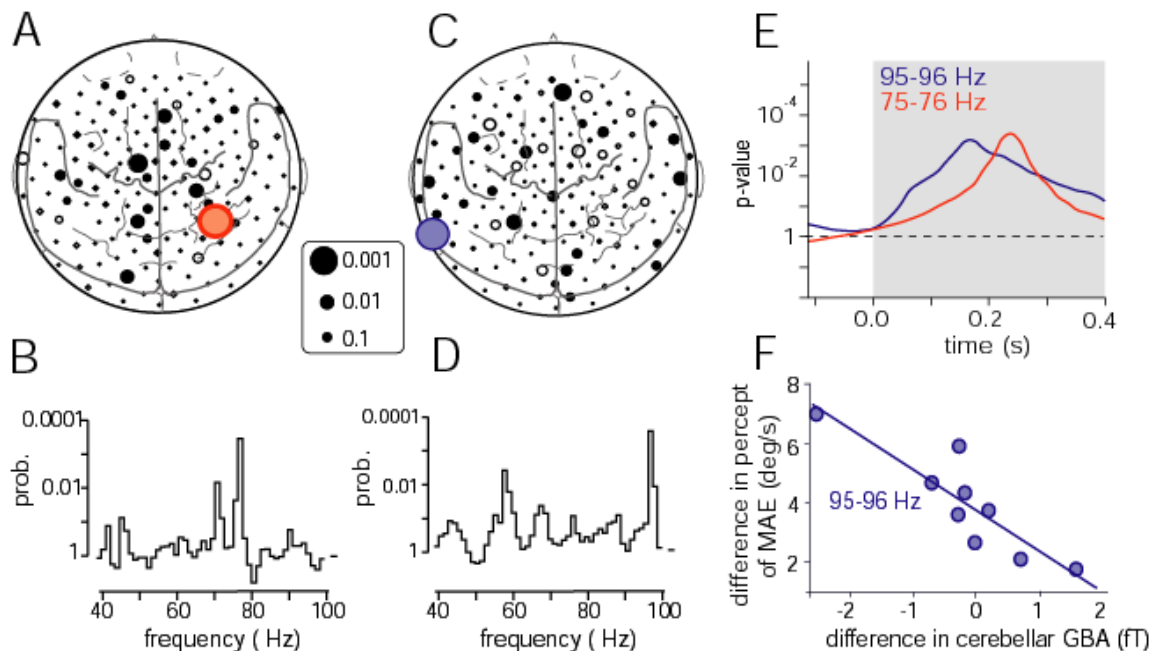 A
C
E
0.001
0.01
0.1
95-96 Hz
75-76 Hz
10-4
10-2
1
p-value
0.0
0.2
0.4
time (s)
B
D
F
0.0001
0.01
1
prob.
40
60
80
100
frequency ( Hz)
0.0001
0.01
1
prob.
40
60
80
100
frequency ( Hz)
8
6
4
2
difference in percept
of MAE (deg/s)
95-96 Hz
-2
-1
0
1
2
difference in cerebellar GBA (fT)